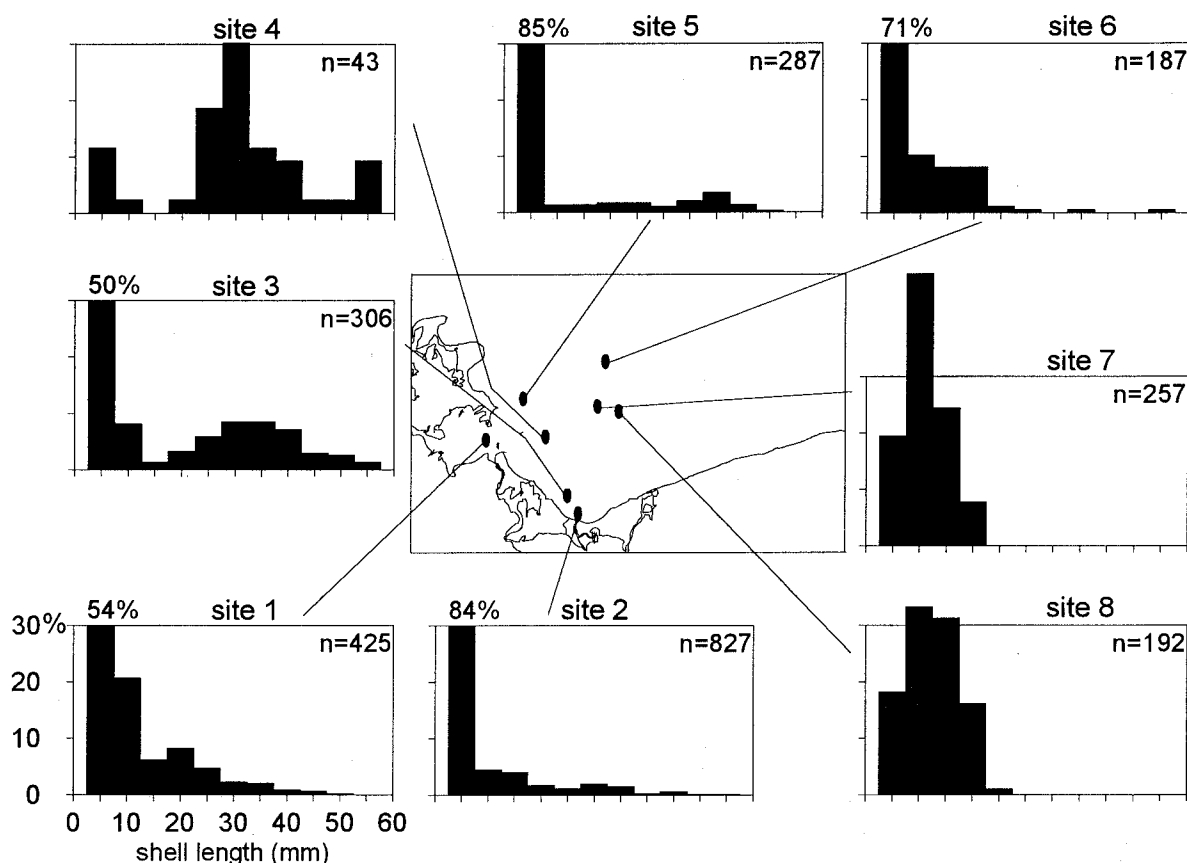 site 4
n=43
85% site 5
n=287
71% site 6
n=187
50% site 3
n=306
site 7
n=257
54% site 1
n=425
30%
20
10
0
0 10 20 30 40 50 60
shell length (mm)
84% site 2
n=827
site 8
n=192